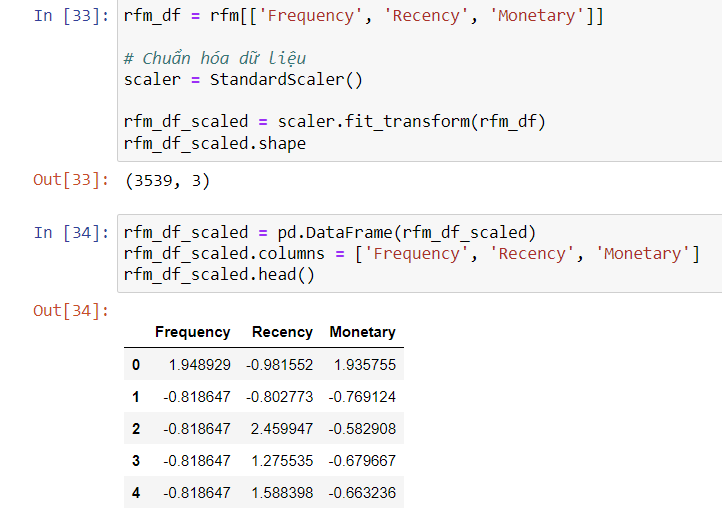 In [33]: rfm_df = rfm[['Frequency', 'Recency', 'Monetary']]
# Chuẩn hóa dữ liệu
scaler = StandardScaler()
rfm_df_scaled = scaler.fit_transform(rfm_df)
rfm_df_scaled.shape
Out[33]: (3539, 3)
In [34]: rfm_df_scaled = pd.DataFrame(rfm_df_scaled)
rfm_df_scaled.columns = ['Frequency', 'Recency', 'Monetary']
rfm_df_scaled.head()
Out[34]:
Frequency Recency Monetary
0 1.948929 -0.981552 1.935755
1 -0.818647 -0.802773 -0.769124
2 -0.818647 2.459947 -0.582908
3 -0.818647 1.275535 -0.679667
4 -0.818647 1.588398 -0.663236